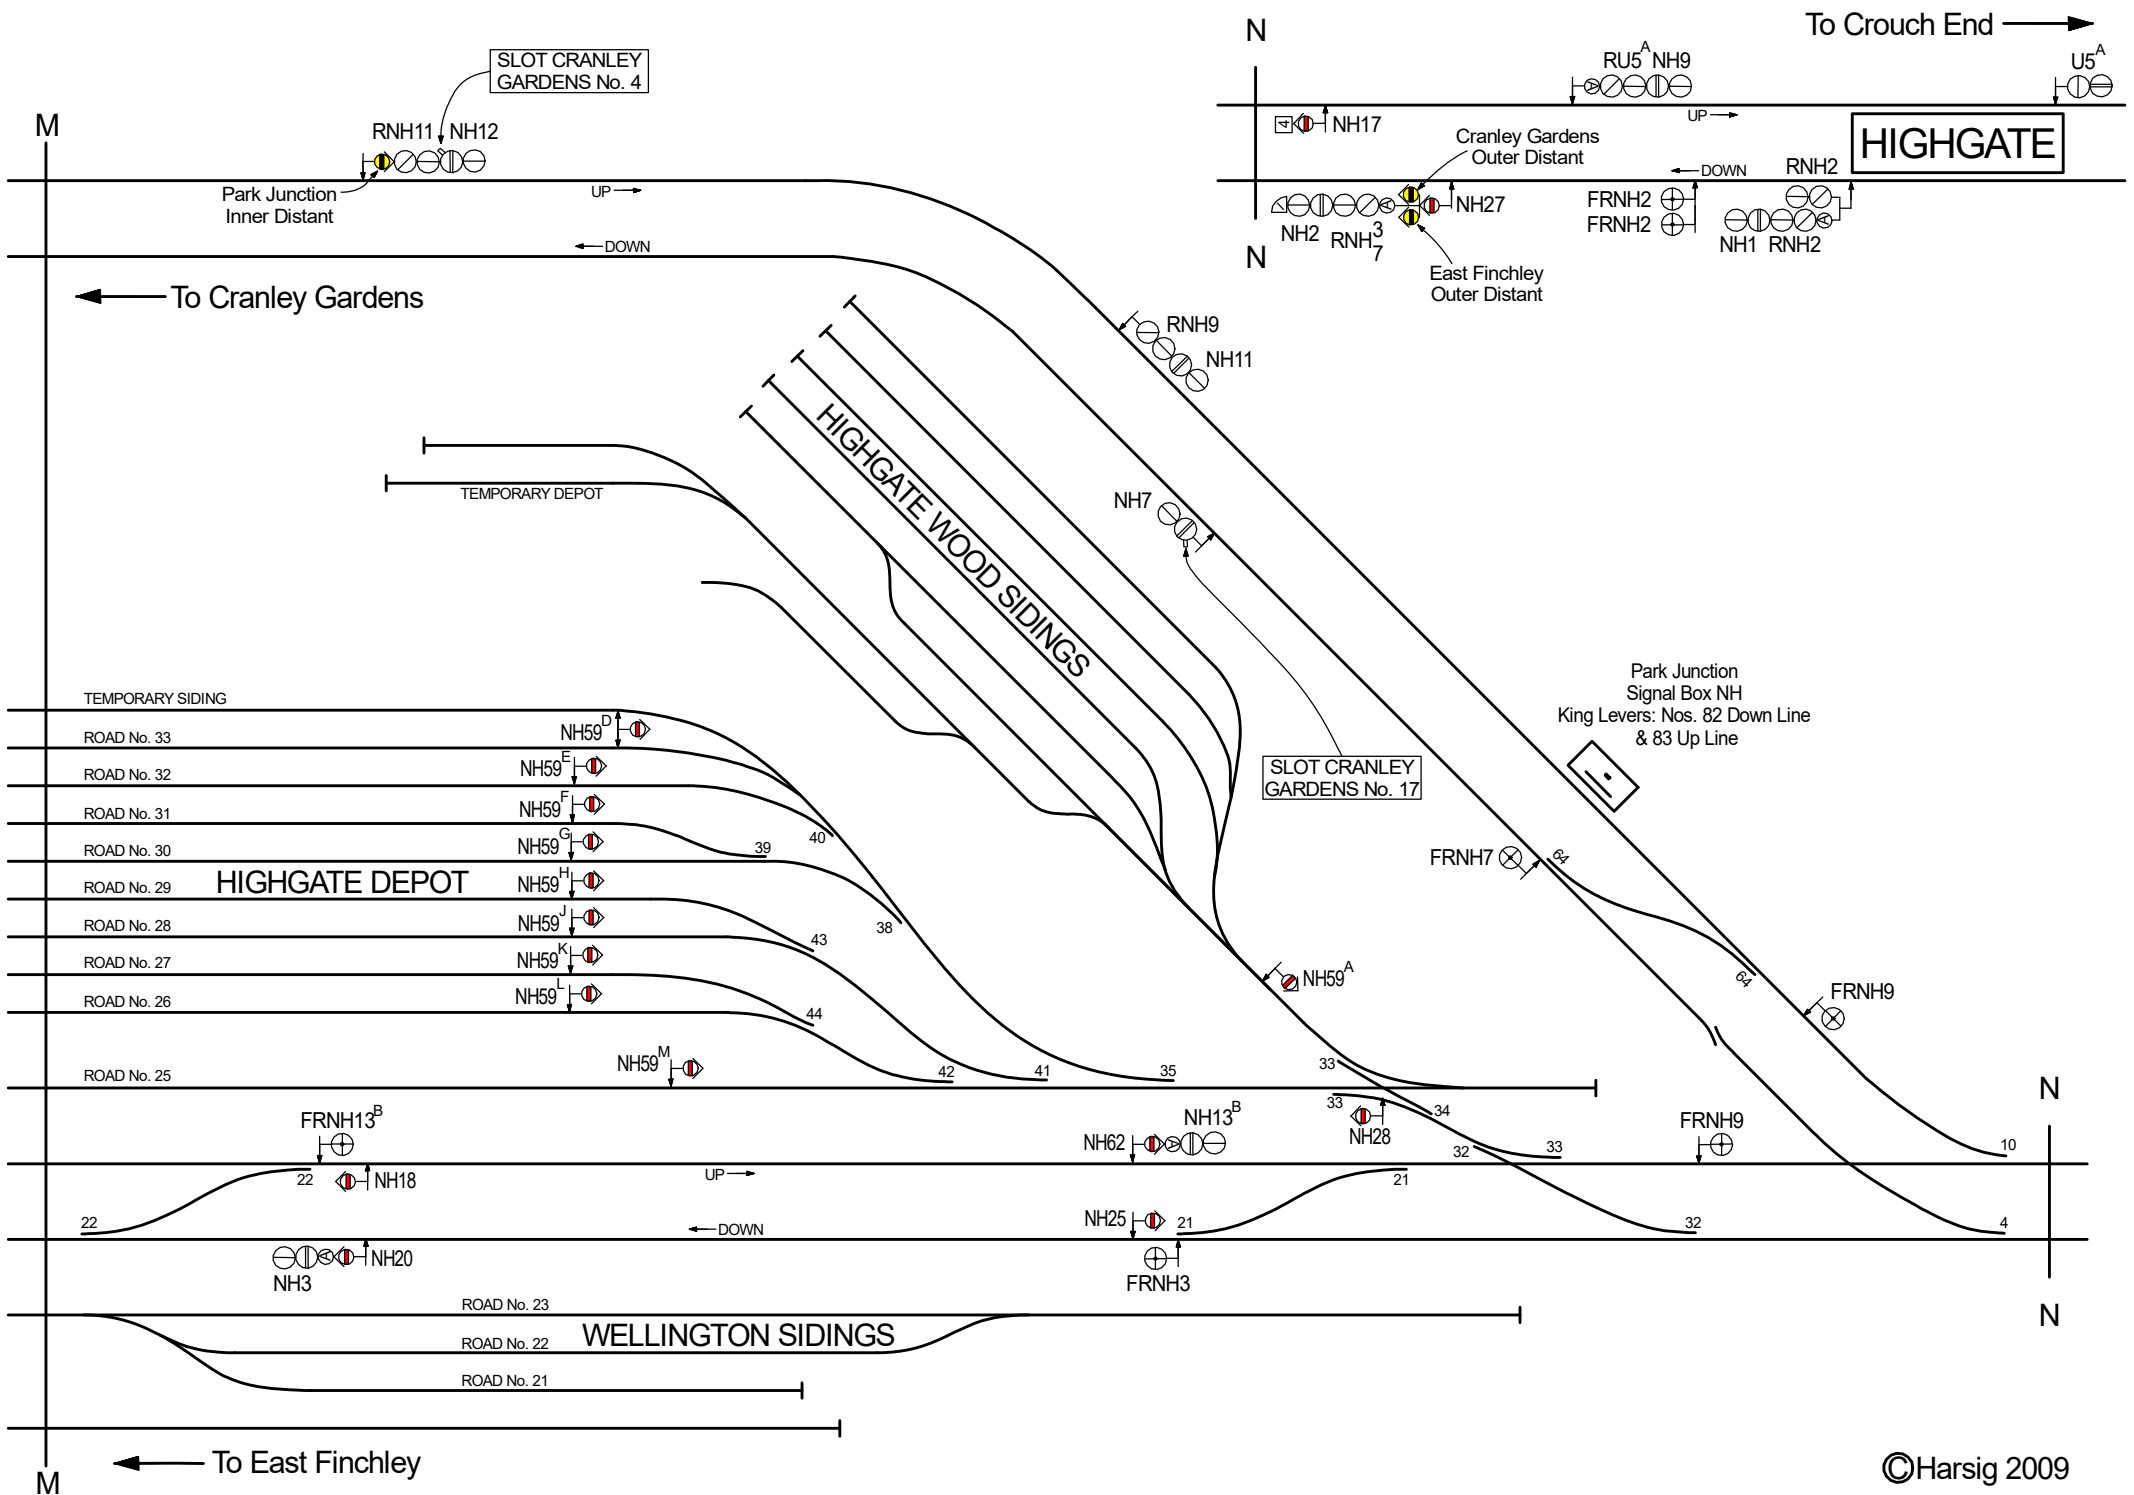 To Crouch End
N
RU5A NH9
U5A
SLOT CRANLEY
GARDENS No. 4
M
RNH11 NH12
4
NH17
UP
HIGHGATE
Cranley Gardens
Outer Distant
DOWN
RNH2
Park Junction
Inner Distant
UP
NH27
FRNH2
FRNH2
NH2 RNH 3
7
NH1 RNH2
A
DOWN
N
East Finchley
Outer Distant
To Cranley Gardens
RNH9
NH11
HIGHGATE WOOD SIDINGS
TEMPORARY DEPOT
NH7
Park Junction
Signal Box NH
King Levers: Nos. 82 Down Line
& 83 Up Line
SLOT CRANLEY
GARDENS No. 17
TEMPORARY SIDING
NH59D
ROAD No. 33
NH59E
ROAD No. 32
NH59F
ROAD No. 31
40
NH59G
ROAD No. 30
39
FRNH7
64
NH59H
ROAD No. 29
HIGHGATE DEPOT
NH59J
ROAD No. 28
38
43
NH59K
ROAD No. 27
64
NH59A
NH59L
ROAD No. 26
44
FRNH9
NH59M
ROAD No. 25
42
41
35
33
N
33
34
FRNH13B
NH13B
NH62
A
NH28
FRNH9
10
32
33
UP
22
NH18
21
22
DOWN
NH25
21
32
4
A
NH20
NH3
FRNH3
ROAD No. 23
WELLINGTON SIDINGS
ROAD No. 22
N
ROAD No. 21
To East Finchley
M
©Harsig 2009